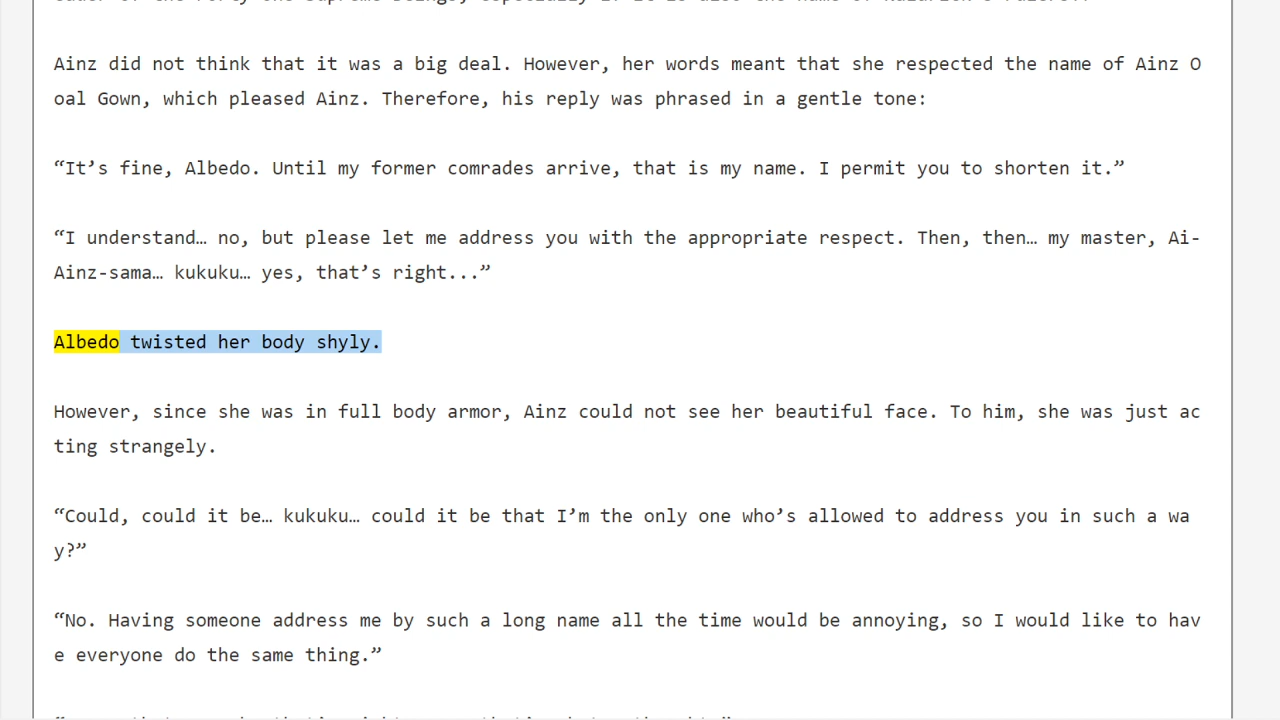 Ainz did not think that it was a big deal. However, her words meant that she respected the name of Ainz O
oal Gown, which pleased Ainz. Therefore, his reply was phrased in a gentle tone:
“It’s fine, Albedo. Until my former comrades arrive, that is my name. I permit you to shorten it.”
“I understand… no, but please let me address you with the appropriate respect. Then, then… my master, Ai-
Ainz-sama… kukuku… yes, that’s right...”
Albedo twisted her body shyly.
However, since she was in full body armor, Ainz could not see her beautiful face. To him, she was just ac
ting strangely.
“Could, could it be… kukuku… could it be that I’m the only one who’s allowed to address you in such a wa
y?”
“No. Having someone address me by such a long name all the time would be annoying, so I would like to hav
e everyone do the same thing.”